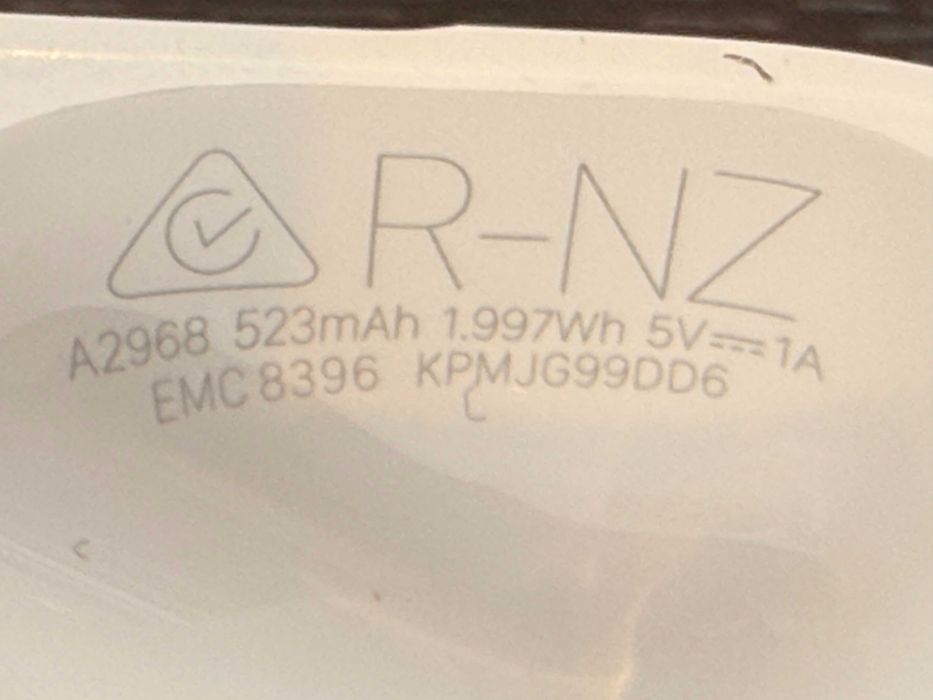 R-NZ
A2968 523mAh 1.997Wh 5V⎓1A
EMC 8396 KPMJG99DD6